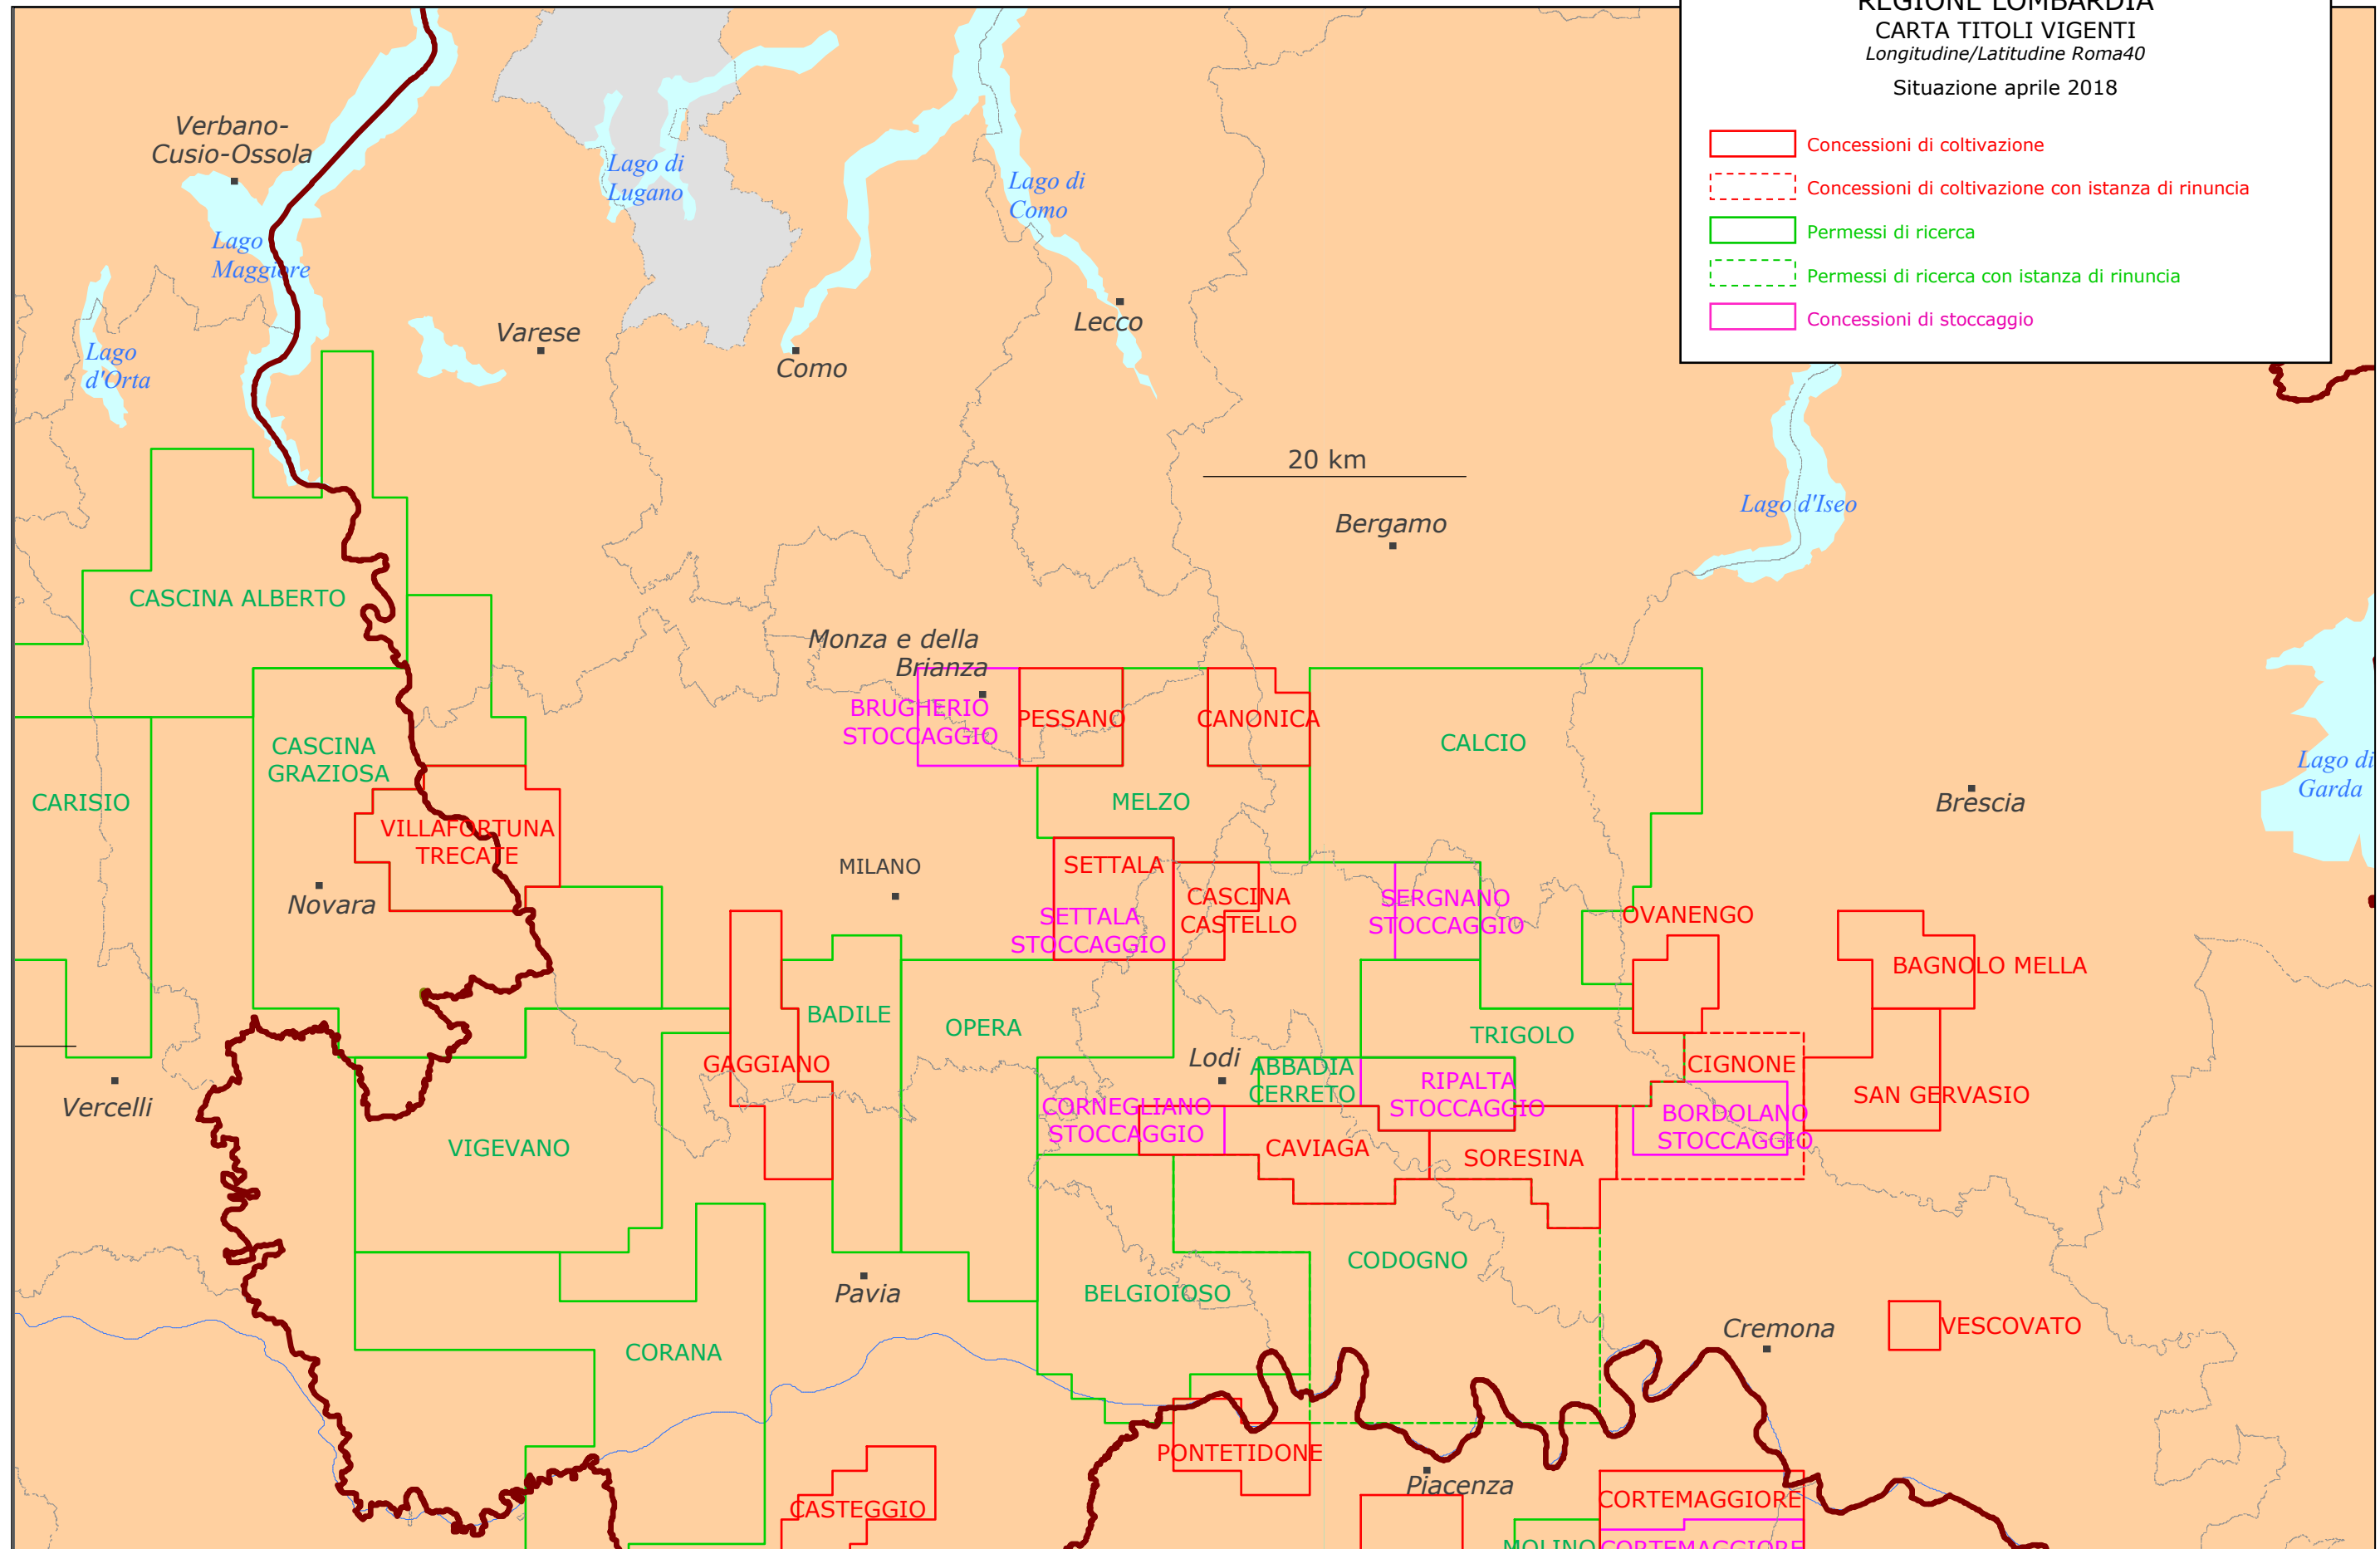 REGIONE LOMBARDIA
CARTA TITOLI VIGENTI
Longitudine/Latitudine Roma40
Situazione aprile 2018
Concessioni di coltivazione
Concessioni di coltivazione con istanza di rinuncia
Permessi di ricerca
Permessi di ricerca con istanza di rinuncia
Concessioni di stoccaggio
Verbano-
Cusio-Ossola
Lago di
Lugano
Lago di
Como
Lago
Maggiore
Lago
d'Orta
Varese
Como
Lecco
20 km
Bergamo
Lago d'Iseo
CASCINA ALBERTO
Monza e della
Brianza
BRUGHERIO
STOCCAGGIO
PESSANO
CANONICA
CALCIO
CASCINA
GRAZIOSA
CARISIO
MELZO
Brescia
Lago di
Garda
VILLAFORTUNA
TRECATE
MILANO
SETTALA
CASCINA
CASTELLO
SERGNANO
STOCCAGGIO
Novara
SETTALA
STOCCAGGIO
OVANENGO
BAGNOLO MELLA
BADILE
OPERA
TRIGOLO
GAGGIANO
Lodi
ABBADIA
CERRETO
CIGNONE
RIPALTA
STOCCAGGIO
SAN GERVASIO
Vercelli
CORNEGLIANO
STOCCAGGIO
BORDOLANO
STOCCAGGIO
VIGEVANO
CAVIAGA
SORESINA
CODOGNO
Pavia
BELGIOIOSO
Cremona
VESCOVATO
CORANA
PONTETIDONE
Piacenza
CASTEGGIO
CORTEMAGGIORE
MOLINO
CORTEMAGGIORE